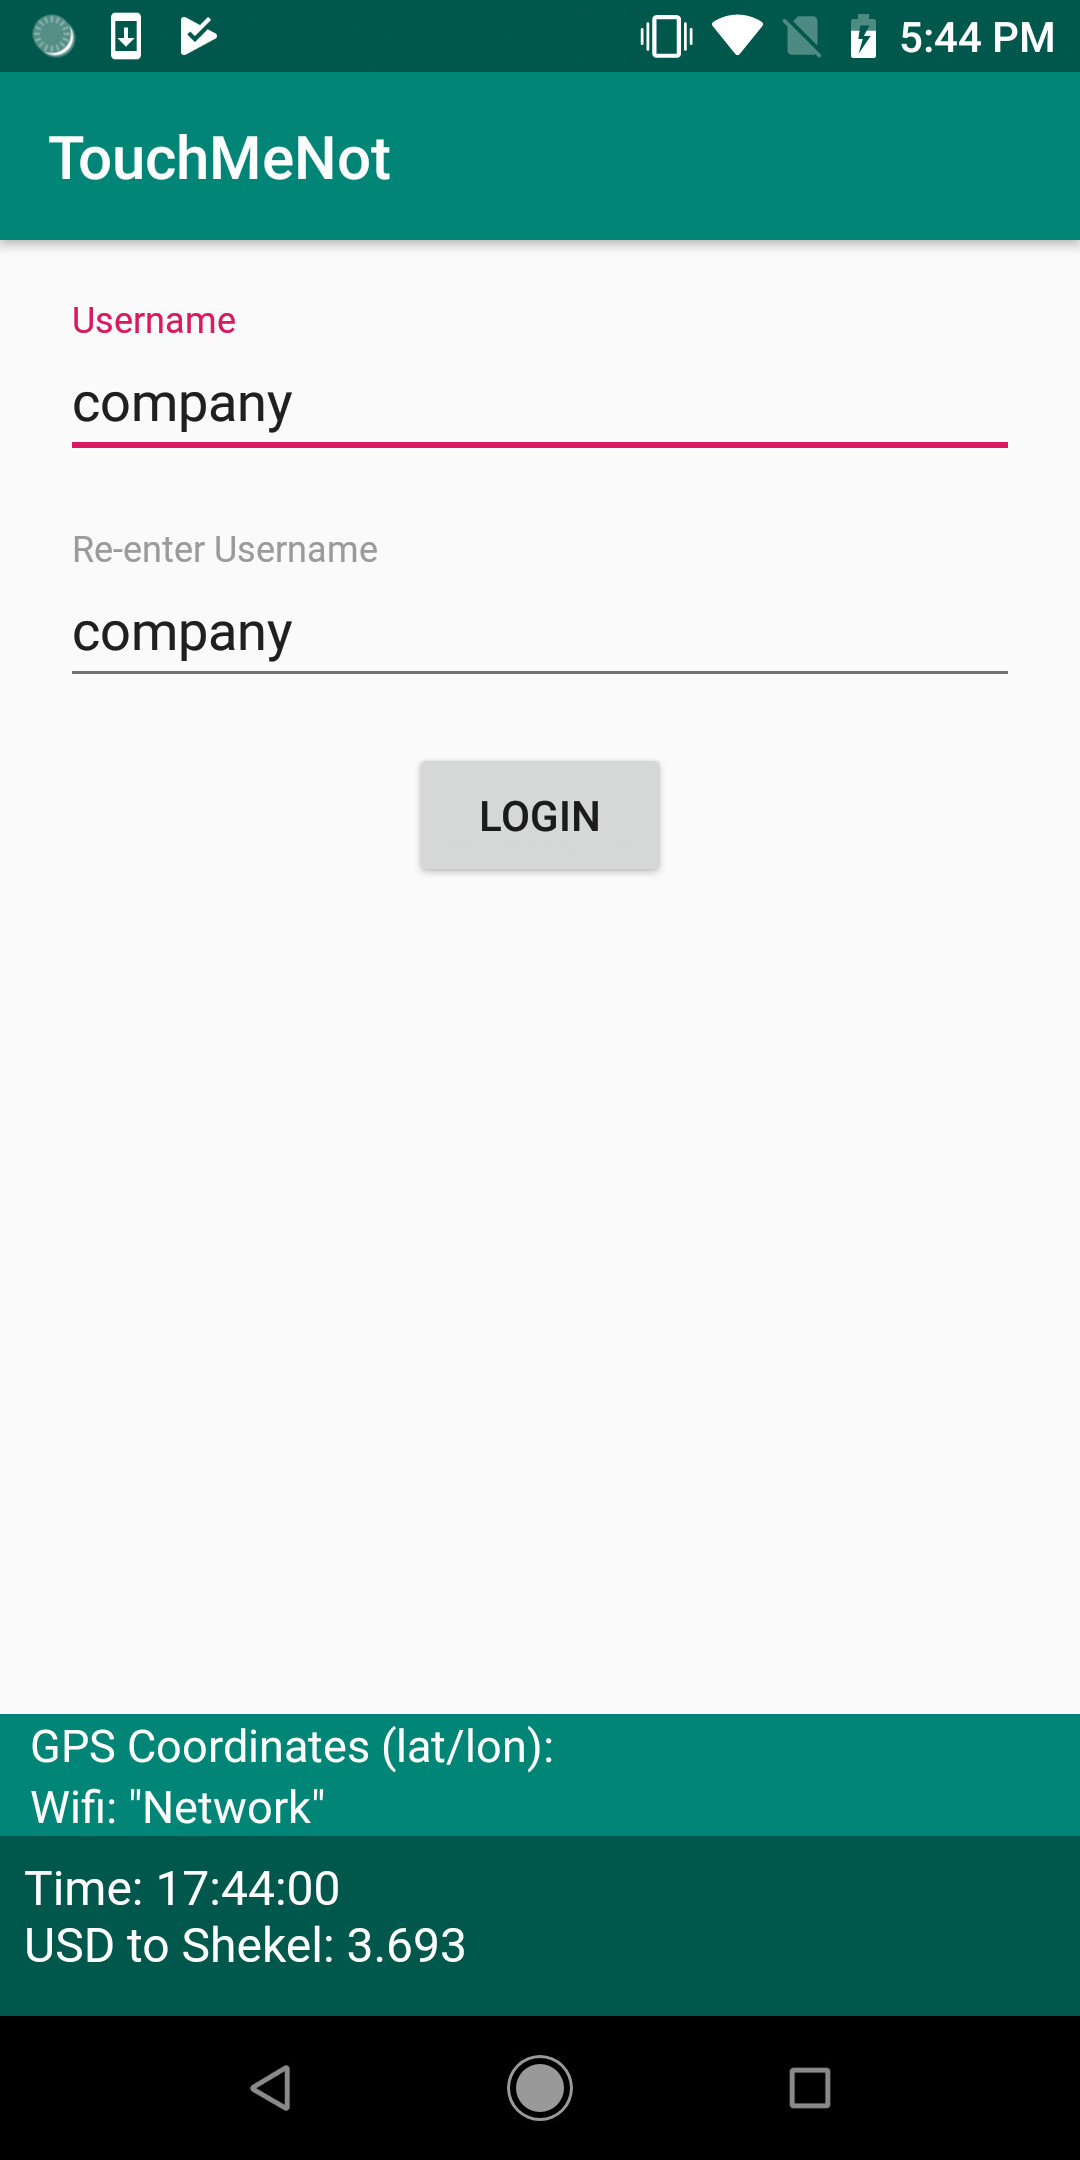 5:44 PM
TouchMeNot
Username
company
Re-enter Username
company
LOGIN
GPS Coordinates (lat/lon):
Wifi: "Network"
Time: 17:44:00
USD to Shekel: 3.693